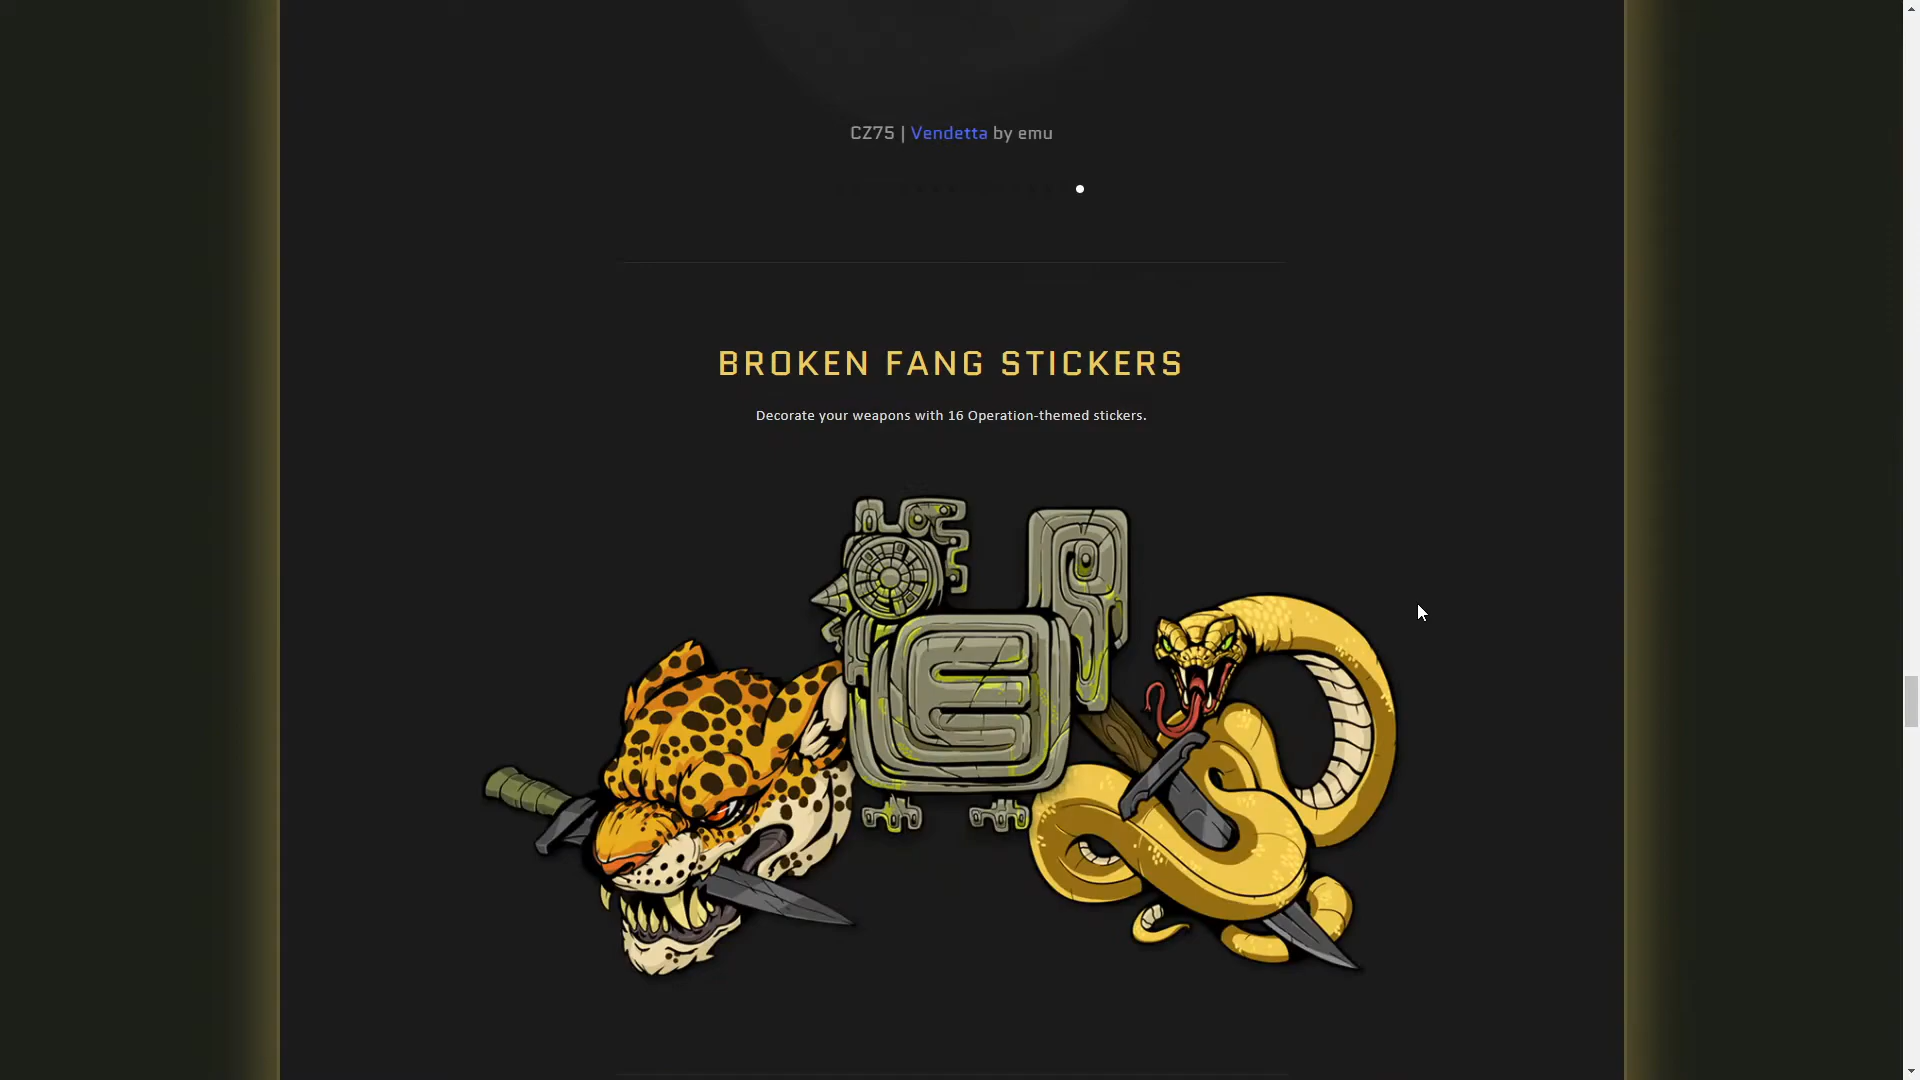 CZ75 | Vendetta by emu
BROKEN FANG STICKERS
Decorate your weapons with 16 Operation-themed stickers.